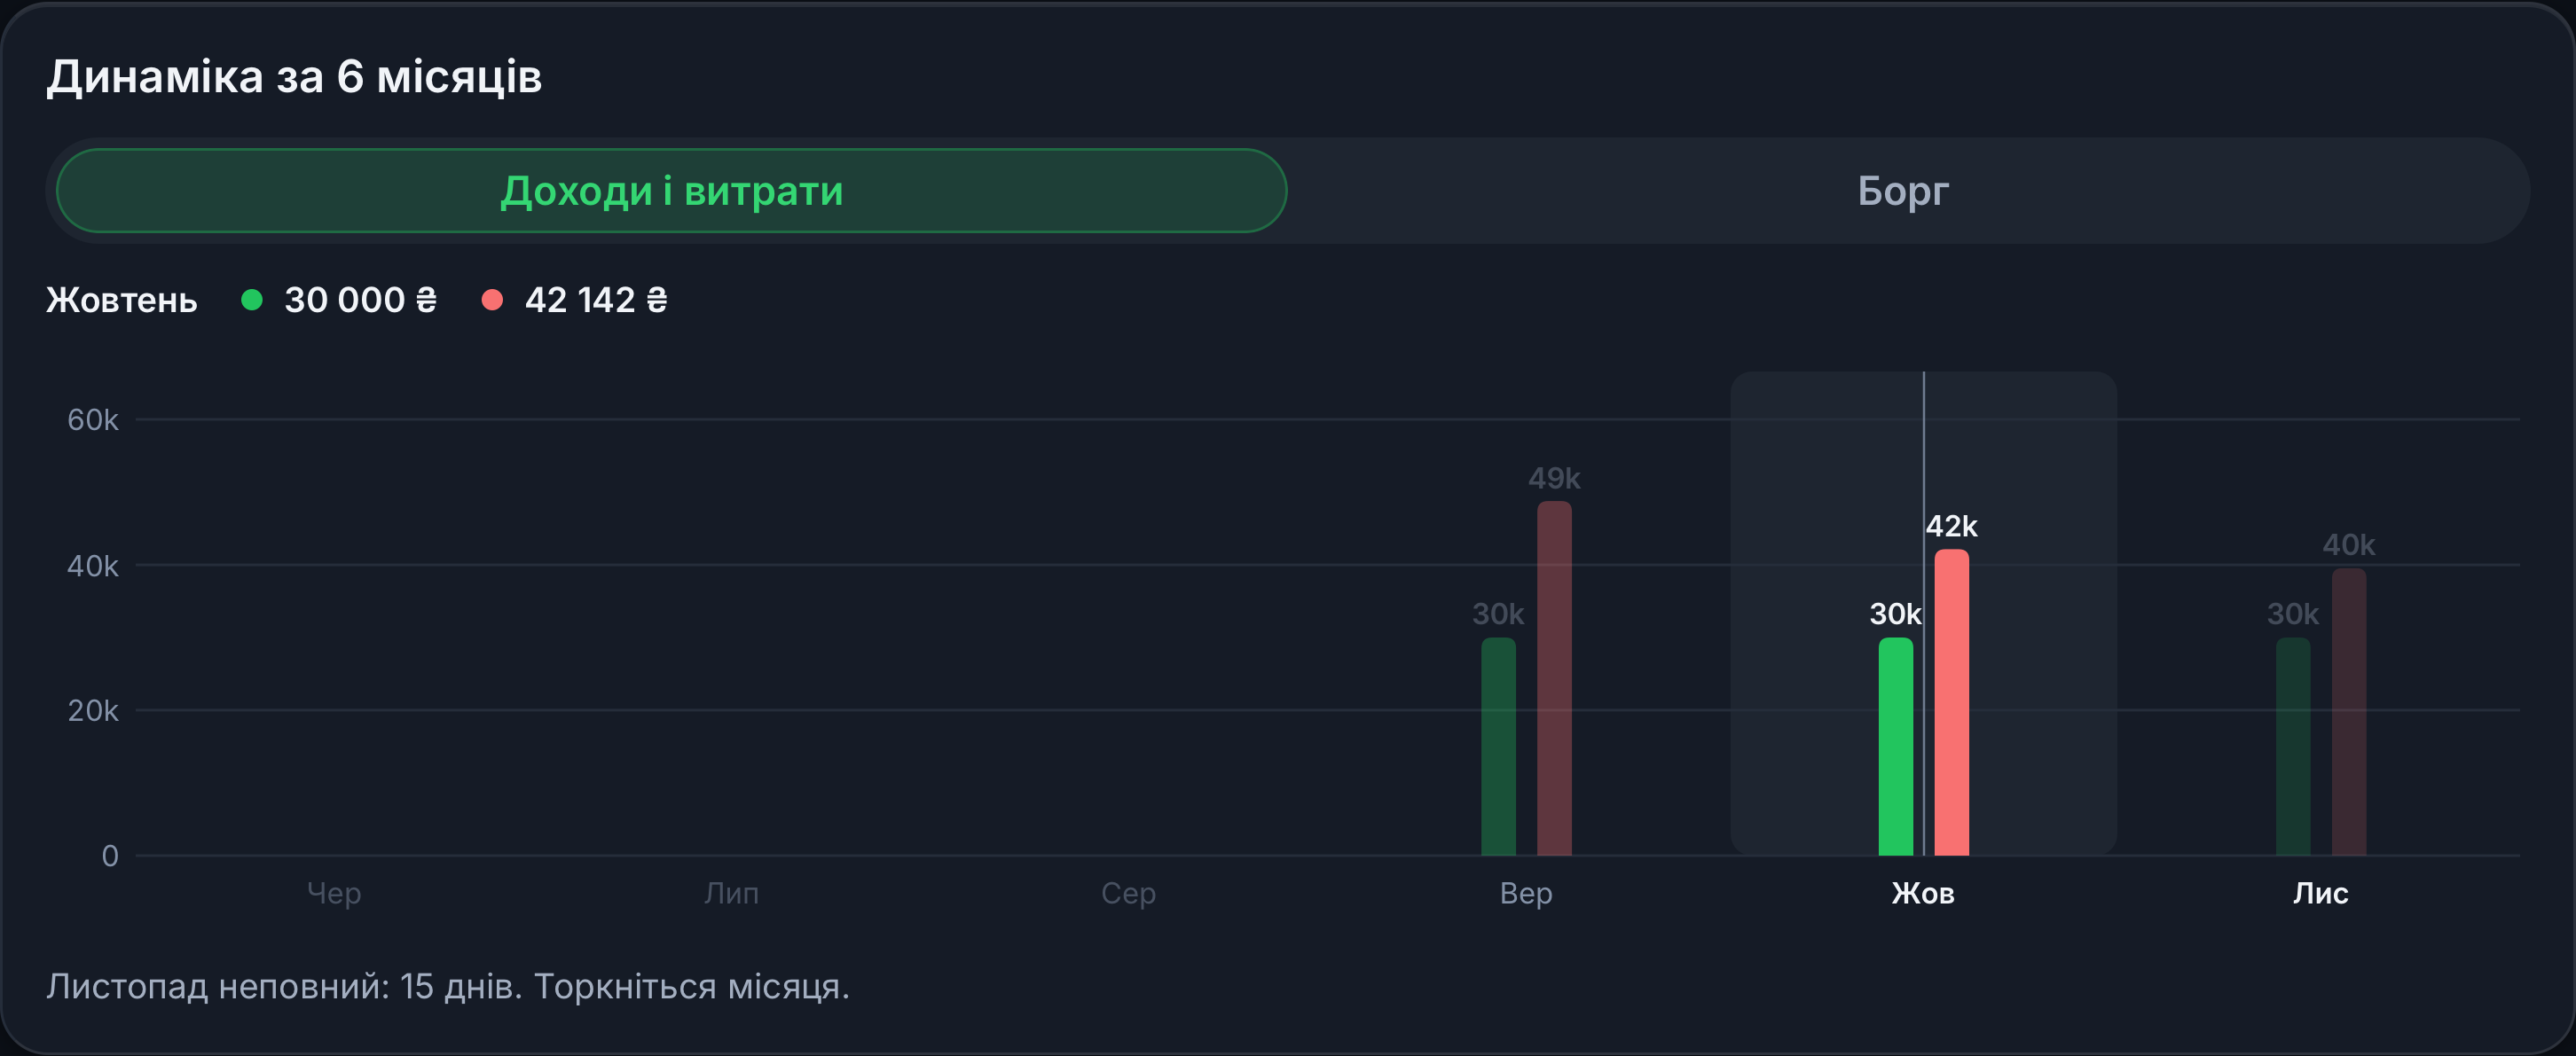 Динаміка за 6 місяців
Доходи і витрати
Борг
Жовтень 30 000 ₴ 42 142 ₴
60k
49k
42k
40k
40k
30k
30k
30k
20k
0
Чер Лип Сер Вер Жов Лис
Листопад неповний: 15 днів. Торкніться місяця.